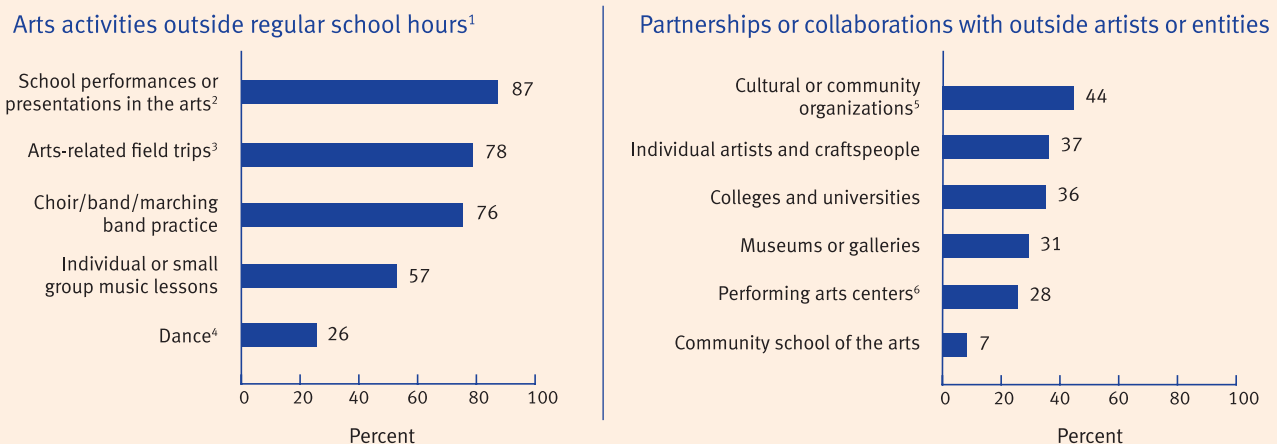 Arts activities outside regular school hours¹
School performances or
presentations in the arts²
87
Arts-related field trips³
78
Choir/band/marching
band practice
76
Individual or small
group music lessons
57
Dance⁴
26
0 20 40 60 80 100
Percent
Partnerships or collaborations with outside artists or entities
Cultural or community
organizations⁵
44
Individual artists and craftspeople
37
Colleges and universities
36
Museums or galleries
31
Performing arts centers⁶
28
Community school of the arts
7
0 20 40 60 80 100
Percent